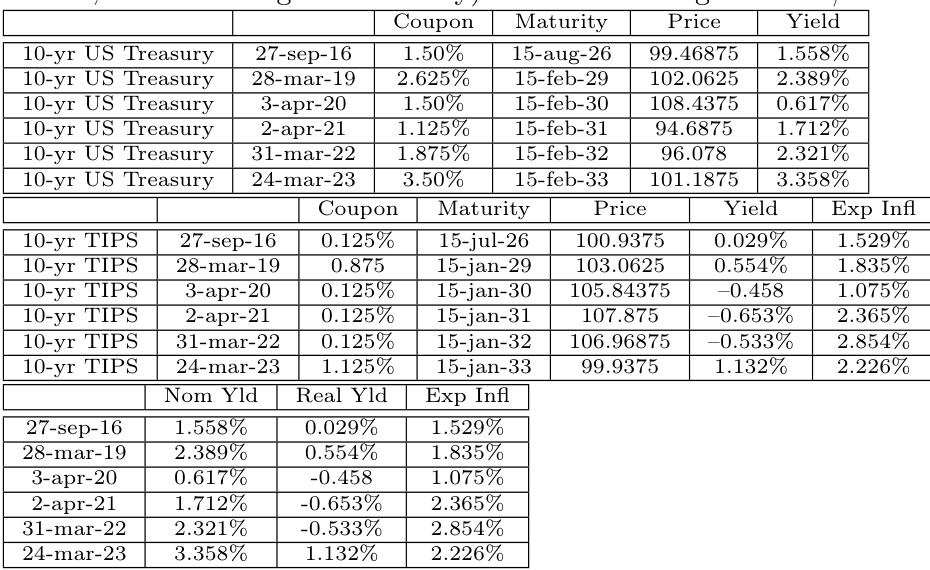 Coupon Maturity Price Yield
10-yr US Treasury 27-sep-16 1.50% 15-aug-26 99.46875 1.558%
10-yr US Treasury 28-mar-19 2.625% 15-feb-29 102.0625 2.389%
10-yr US Treasury 3-apr-20 1.50% 15-feb-30 108.4375 0.617%
10-yr US Treasury 2-apr-21 1.125% 15-feb-31 94.6875 1.712%
10-yr US Treasury 31-mar-22 1.875% 15-feb-32 96.078 2.321%
10-yr US Treasury 24-mar-23 3.50% 15-feb-33 101.1875 3.358%
Coupon Maturity Price Yield Exp Infl
10-yr TIPS 27-sep-16 0.125% 15-jul-26 100.9375 0.029% 1.529%
10-yr TIPS 28-mar-19 0.875 15-jan-29 103.0625 0.554% 1.835%
10-yr TIPS 3-apr-20 0.125% 15-jan-30 105.84375 –0.458 1.075%
10-yr TIPS 2-apr-21 0.125% 15-jan-31 107.875 –0.653% 2.365%
10-yr TIPS 31-mar-22 0.125% 15-jan-32 106.96875 –0.533% 2.854%
10-yr TIPS 24-mar-23 1.125% 15-jan-33 99.9375 1.132% 2.226%
Nom Yld Real Yld Exp Infl
27-sep-16 1.558% 0.029% 1.529%
28-mar-19 2.389% 0.554% 1.835%
3-apr-20 0.617% -0.458 1.075%
2-apr-21 1.712% -0.653% 2.365%
31-mar-22 2.321% -0.533% 2.854%
24-mar-23 3.358% 1.132% 2.226%